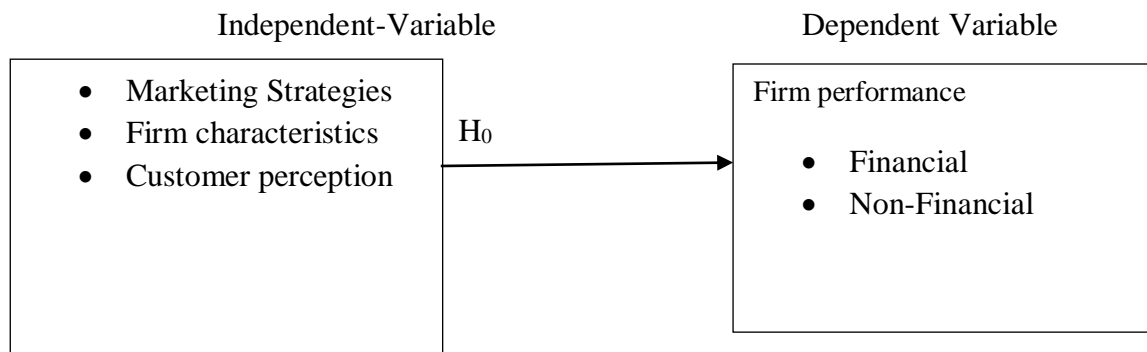 Independent-Variable
Dependent Variable
• Marketing Strategies
• Firm characteristics
• Customer perception
H₀
Firm performance
• Financial
• Non-Financial